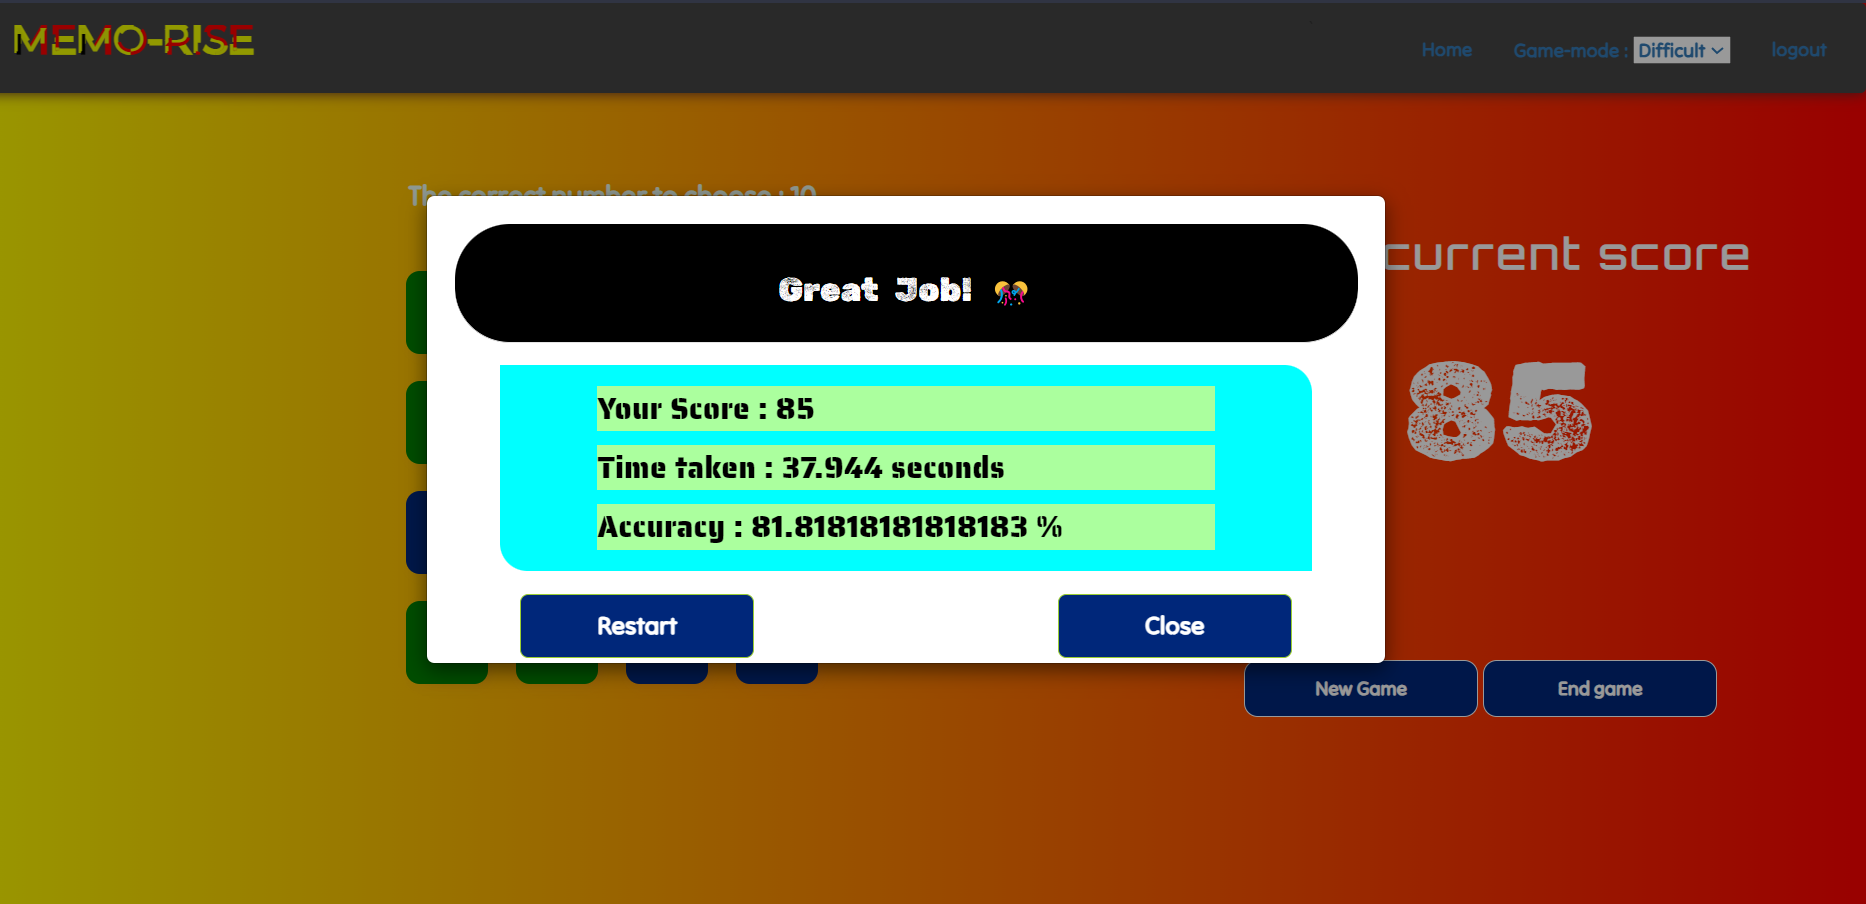 MEMO-RISE
Home
Game-mode : Difficult
logout
The correct number to choose : 10
current score
85
Great Job! 🎊
Your Score : 85
Time taken : 37.944 seconds
Accuracy : 81.81818181818183 %
Restart
Close
New Game
End game